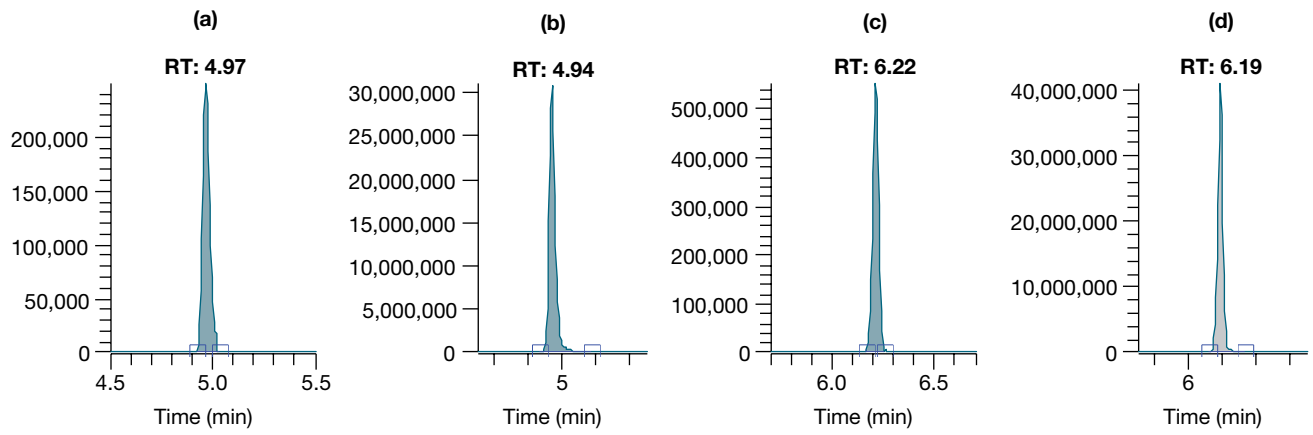 (a)
RT: 4.97
200,000
150,000
100,000
50,000
0
4.5 5.0 5.5
Time (min)
(b)
RT: 4.94
30,000,000
25,000,000
20,000,000
15,000,000
10,000,000
5,000,000
0
5
Time (min)
(c)
RT: 6.22
500,000
400,000
300,000
200,000
100,000
0
6.0 6.5
Time (min)
(d)
RT: 6.19
40,000,000
30,000,000
20,000,000
10,000,000
0
6
Time (min)